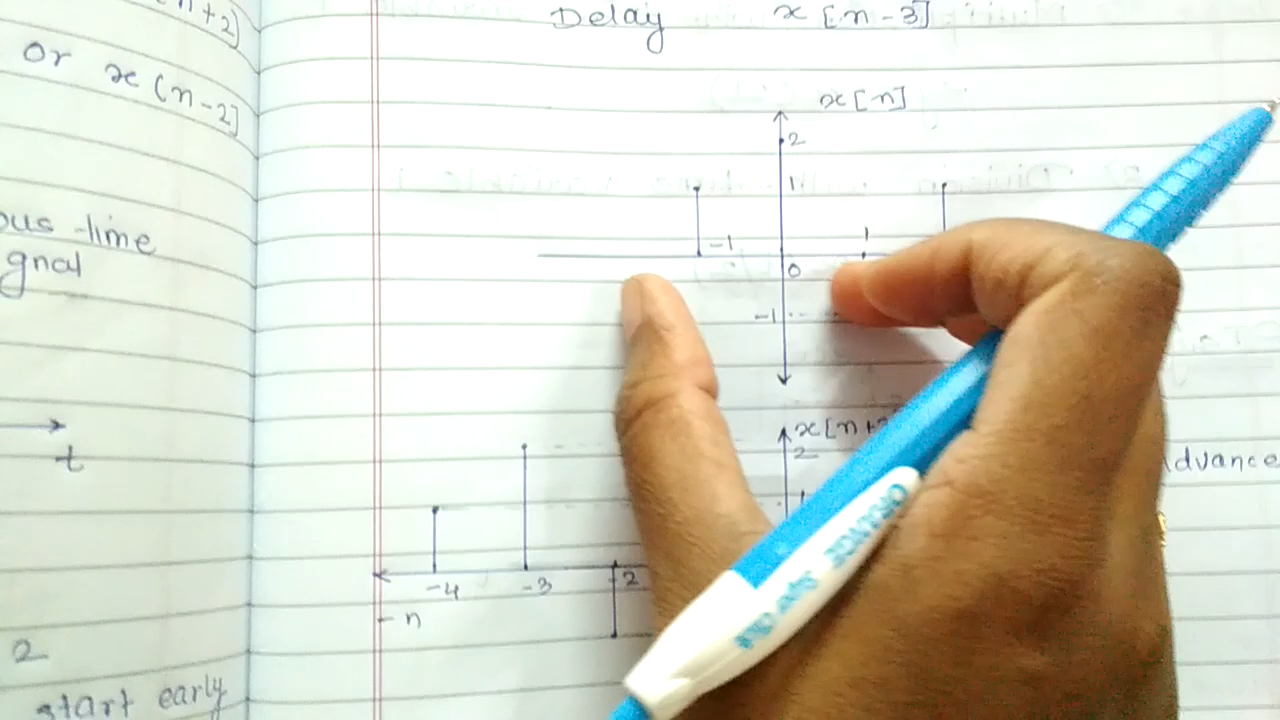 n+2)
or x(n-2]
ous -time
gnal
t
2
start early
Delay x[n-3]
x[n]
2
1
-1 1
0
-1
x[n+
2 Advance
1
-4 -3 2
- n
ORANCE